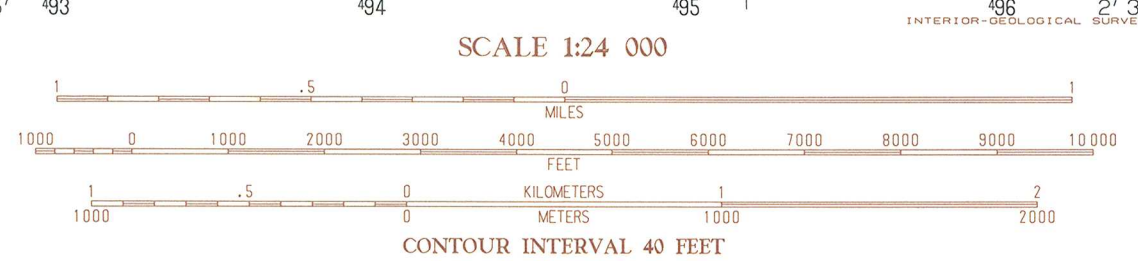 493 494 495 496 2' 3
INTERIOR-GEOLOGICAL SURVE
SCALE 1:24 000
1 .5 0 1
MILES
1000 0 1000 2000 3000 4000 5000 6000 7000 8000 9000 10 000
FEET
1 .5 0 KILOMETERS 1 2
1000 0 METERS 1000 2000
CONTOUR INTERVAL 40 FEET